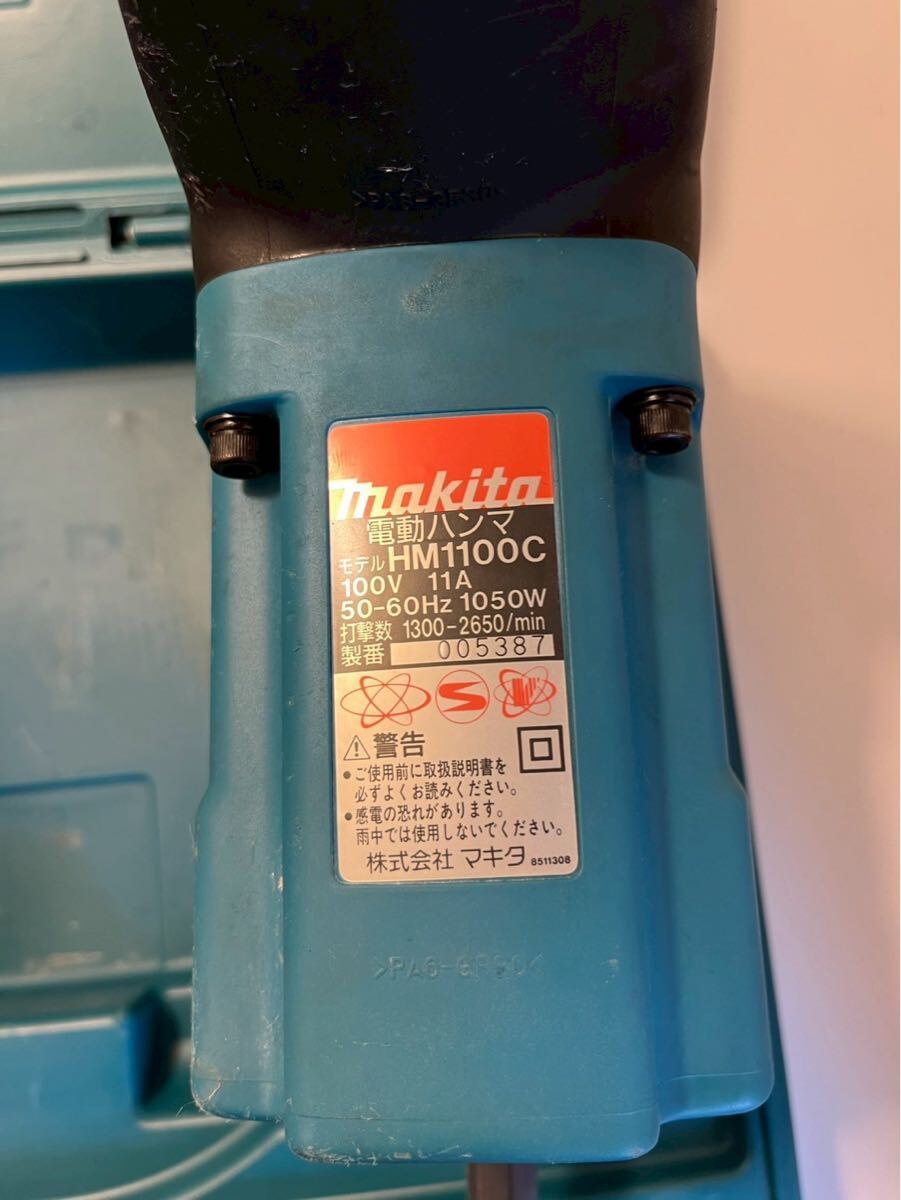 makita
電動ハンマ
モデル HM1100C
100V 11A
50-60Hz 1050W
打撃数 1300-2650/min
製番 005387
警告
●ご使用前に取扱説明書を
必ずよくお読みください。
●感電の恐れがあります。
雨中では使用しないでください。
株式会社 マキタ 8511308